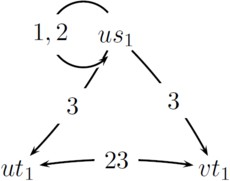 1, 2 us₁
3 3
ut₁ 23 vt₁